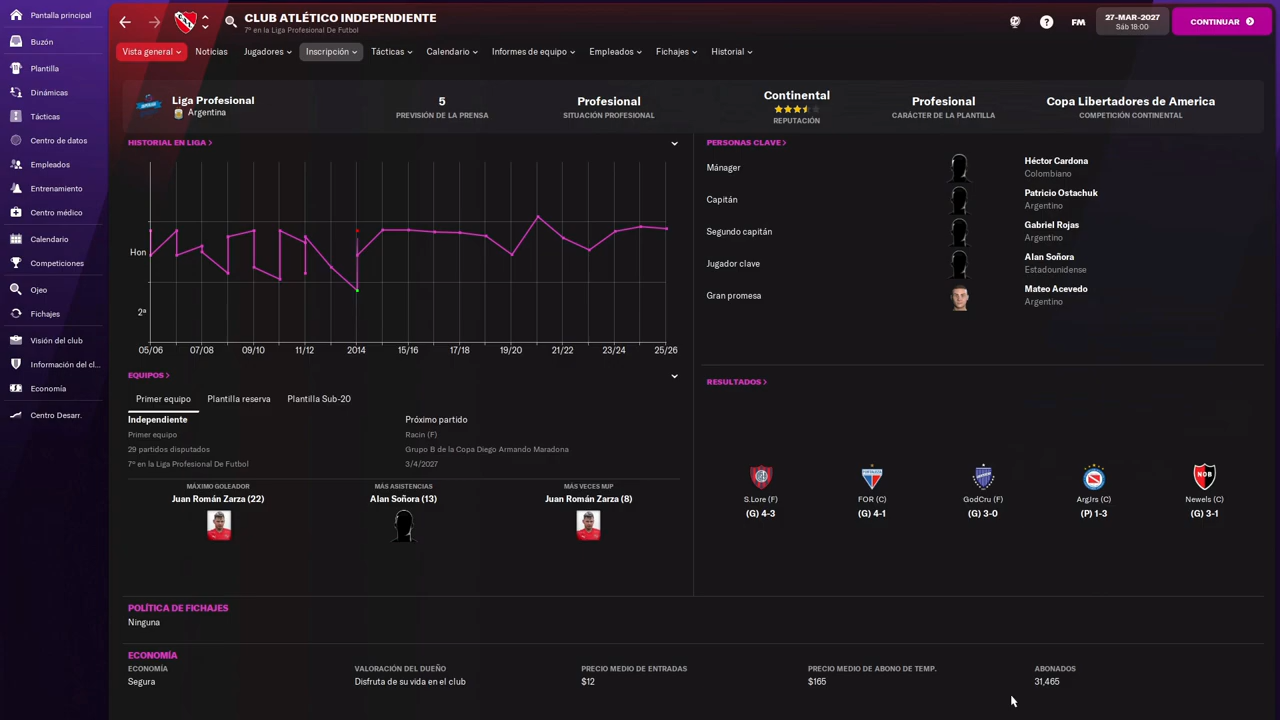 Pantalla principal
Buzón
Plantilla
Dinámicas
Tácticas
Centro de datos
Empleados
Entrenamiento
Centro médico
Calendario
Competiciones
Ojeo
Fichajes
Visión del club
Información del cl...
Economía
Centro Desarr.
CLUB ATLÉTICO INDEPENDIENTE
7º en la Liga Profesional De Futbol
FM
27-MAR-2027
Sáb 18:00
CONTINUAR
Vista general
Noticias
Jugadores
Inscripción
Tácticas
Calendario
Informes de equipo
Empleados
Fichajes
Historial
Liga Profesional
Argentina
5
PREVISIÓN DE LA PRENSA
Profesional
SITUACIÓN PROFESIONAL
Continental
REPUTACIÓN
Profesional
CARÁCTER DE LA PLANTILLA
Copa Libertadores de America
COMPETICIÓN CONTINENTAL
HISTORIAL EN LIGA >
Hon
2ª
05/06 07/08 09/10 11/12 2014 15/16 17/18 19/20 21/22 23/24 25/26
PERSONAS CLAVE >
Mánager
Héctor Cardona
Colombiano
Capitán
Patricio Ostachuk
Argentino
Segundo capitán
Gabriel Rojas
Argentino
Jugador clave
Alan Soñora
Estadounidense
Gran promesa
Mateo Acevedo
Argentino
EQUIPOS >
Primer equipo
Plantilla reserva
Plantilla Sub-20
Independiente
Primer equipo
29 partidos disputados
7º en la Liga Profesional De Futbol
Próximo partido
Racin (F)
Grupo B de la Copa Diego Armando Maradona
3/4/2027
MÁXIMO GOLEADOR
Juan Román Zarza (22)
MÁS ASISTENCIAS
Alan Soñora (13)
MÁS VECES MJP
Juan Román Zarza (8)
RESULTADOS >
S.Lore (F)
(G) 4-3
FOR (C)
(G) 4-1
GodCru (F)
(G) 3-0
ArgJrs (C)
(P) 1-3
Newels (C)
(G) 3-1
POLÍTICA DE FICHAJES
Ninguna
ECONOMÍA
ECONOMÍA
Segura
VALORACIÓN DEL DUEÑO
Disfruta de su vida en el club
PRECIO MEDIO DE ENTRADAS
$12
PRECIO MEDIO DE ABONO DE TEMP.
$165
ABONADOS
31,465